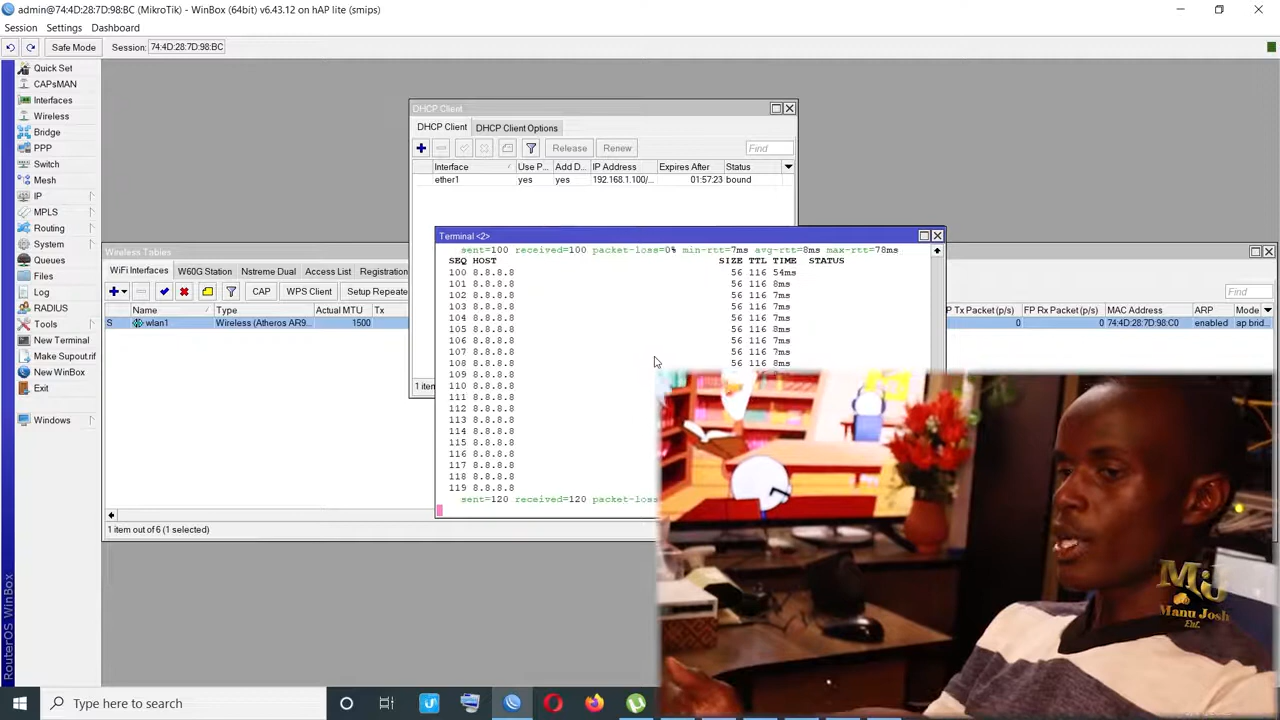 admin@74:4D:28:7D:98:BC (MikroTik) - WinBox (64bit) v6.43.12 on hAP lite (smips)
Session Settings Dashboard
Safe Mode Session: 74:4D:28:7D:98:BC
Quick Set
CAPsMAN
Interfaces
Wireless
Bridge
PPP
Switch
Mesh
IP
MPLS
Routing
System
Queues
Files
Log
RADIUS
Tools
New Terminal
Make Supout.rif
New WinBox
Exit
Windows
RouterOS WinBox
DHCP Client
DHCP Client DHCP Client Options
Release Renew Find
Interface Use P... Add D... IP Address Expires After Status
ether1 yes yes 192.168.1.100/... 01:57:23 bound
1 item
Wireless Tables
WiFi Interfaces W60G Station Nstreme Dual Access List Registration
CAP WPS Client Setup Repeate
Find
Name Type Actual MTU Tx
S wlan1 Wireless (Atheros AR9... 1500
P Tx Packet (p/s) FP Rx Packet (p/s) MAC Address ARP Mode
0 0 74:4D:28:7D:98:C0 enabled ap brid...
1 item out of 6 (1 selected)
Terminal <2>
sent=100 received=100 packet-loss=0% min-rtt=7ms avg-rtt=8ms max-rtt=78ms
SEQ HOST SIZE TTL TIME STATUS
100 8.8.8.8 56 116 54ms
101 8.8.8.8 56 116 8ms
102 8.8.8.8 56 116 7ms
103 8.8.8.8 56 116 7ms
104 8.8.8.8 56 116 7ms
105 8.8.8.8 56 116 8ms
106 8.8.8.8 56 116 7ms
107 8.8.8.8 56 116 7ms
108 8.8.8.8 56 116 8ms
109 8.8.8.8
110 8.8.8.8
111 8.8.8.8
112 8.8.8.8
113 8.8.8.8
114 8.8.8.8
115 8.8.8.8
116 8.8.8.8
117 8.8.8.8
118 8.8.8.8
119 8.8.8.8
sent=120 received=120 packet-loss
MJ
Manu Josh
Ent.
Type here to search